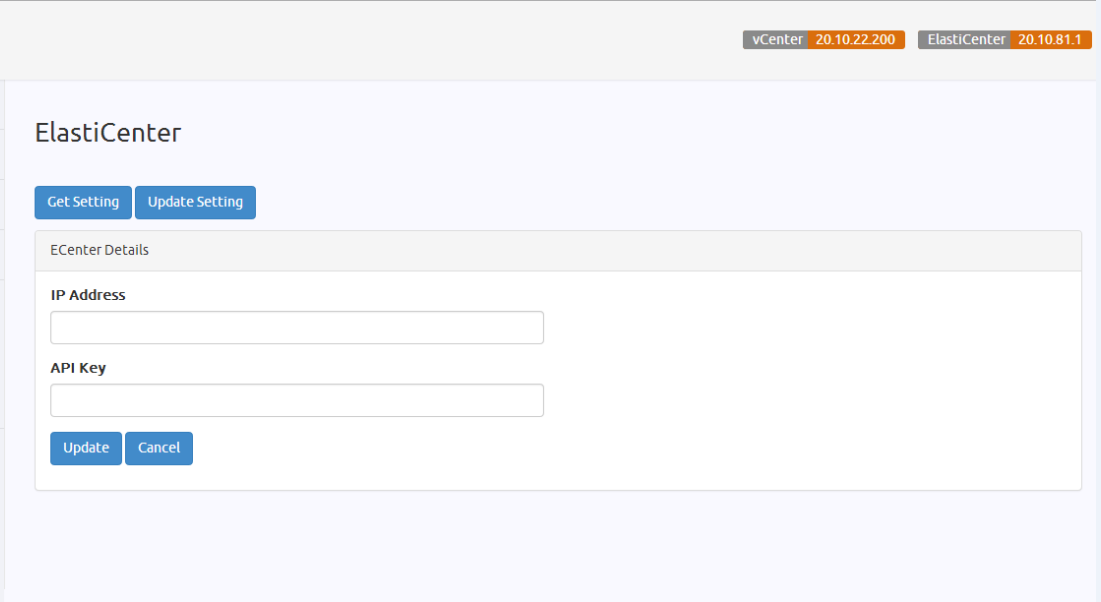 vCenter 20.10.22.200 ElastiCenter 20.10.81.1
ElastiCenter
Get Setting Update Setting
ECenter Details
IP Address
API Key
Update Cancel